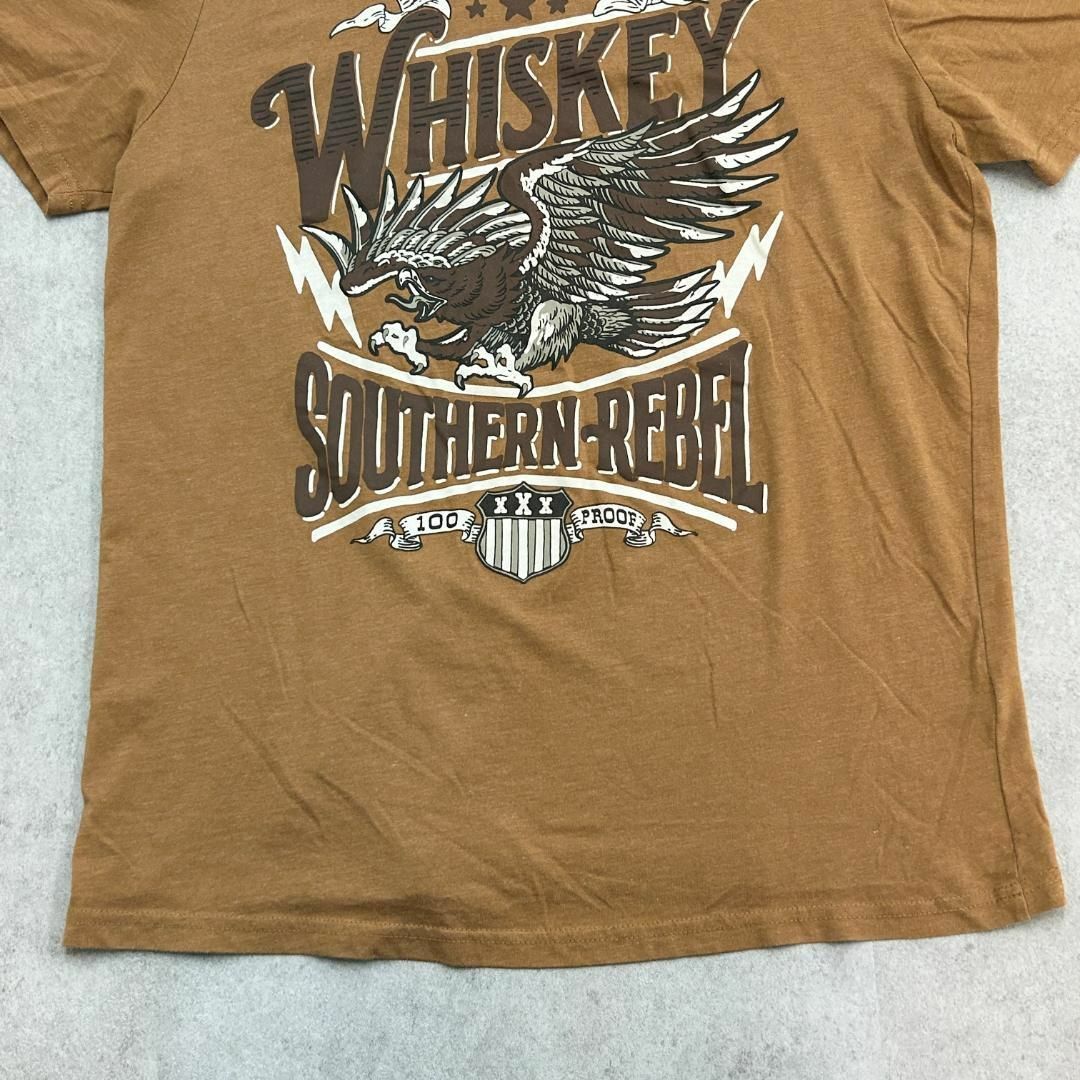 WHISKEY
SOUTHERN REBEL
XXX
100 PROOF